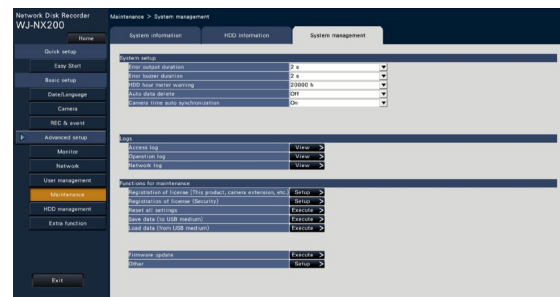 Network Disk Recorder
WJ-NX200
Home
Quick setup
Easy Start
Basic setup
Date/Language
Camera
REC & event
Advanced setup
Monitor
Network
User management
Maintenance
HDD management
Extra function
Exit
Maintenance > System management
System information HDD information System management
System setup
Error output duration 2 s
Error buzzer duration 2 s
HDD hour meter warning 20000 h
Auto data delete Off
Camera time auto synchronization On
Logs
Access log View >
Operation log View >
Network log View >
Functions for maintenance
Registration of license (This product, camera extension, etc.) Setup >
Registration of license (Security) Setup >
Reset all settings Execute >
Save data (to USB medium) Execute >
Load data (from USB medium) Execute >
Firmware update Execute >
Other Setup >